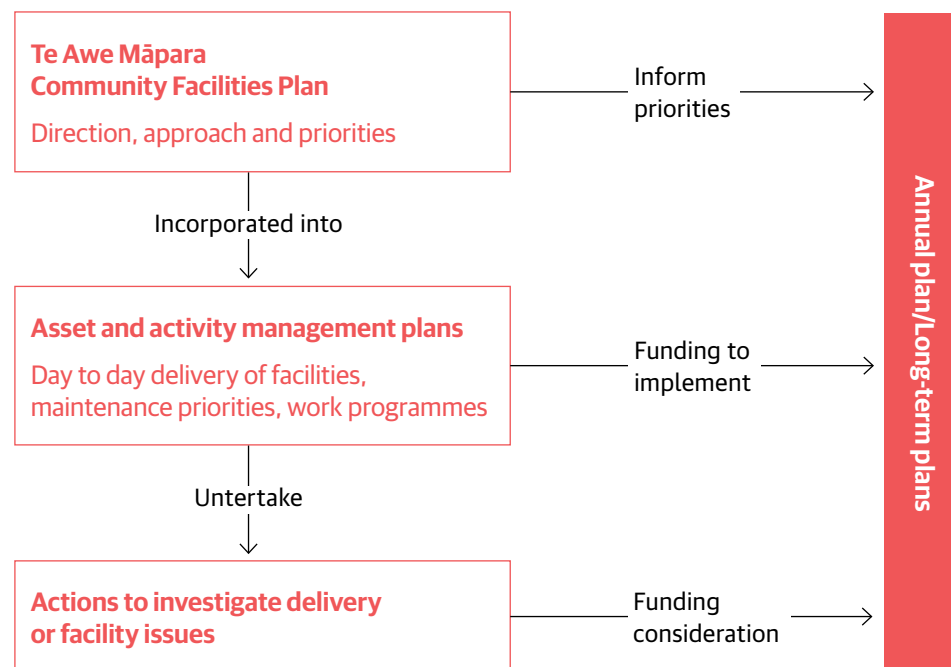 Te Awe Māpara
Community Facilities Plan
Direction, approach and priorities
Inform
priorities
Incorporated into
Asset and activity management plans
Day to day delivery of facilities,
maintenance priorities, work programmes
Funding to
implement
Untertake
Actions to investigate delivery
or facility issues
Funding
consideration
Annual plan/Long-term plans